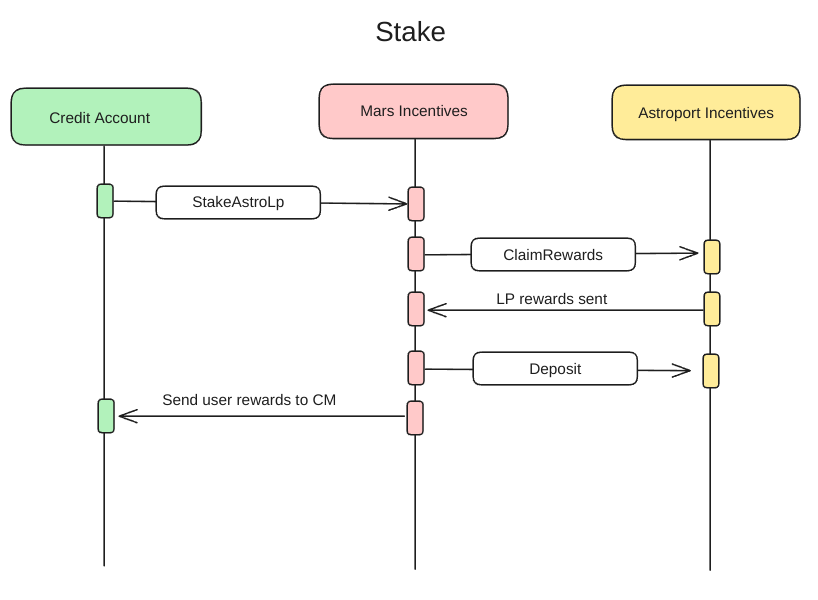 Stake
Credit Account
Mars Incentives
Astroport Incentives
StakeAstroLp
ClaimRewards
LP rewards sent
Deposit
Send user rewards to CM